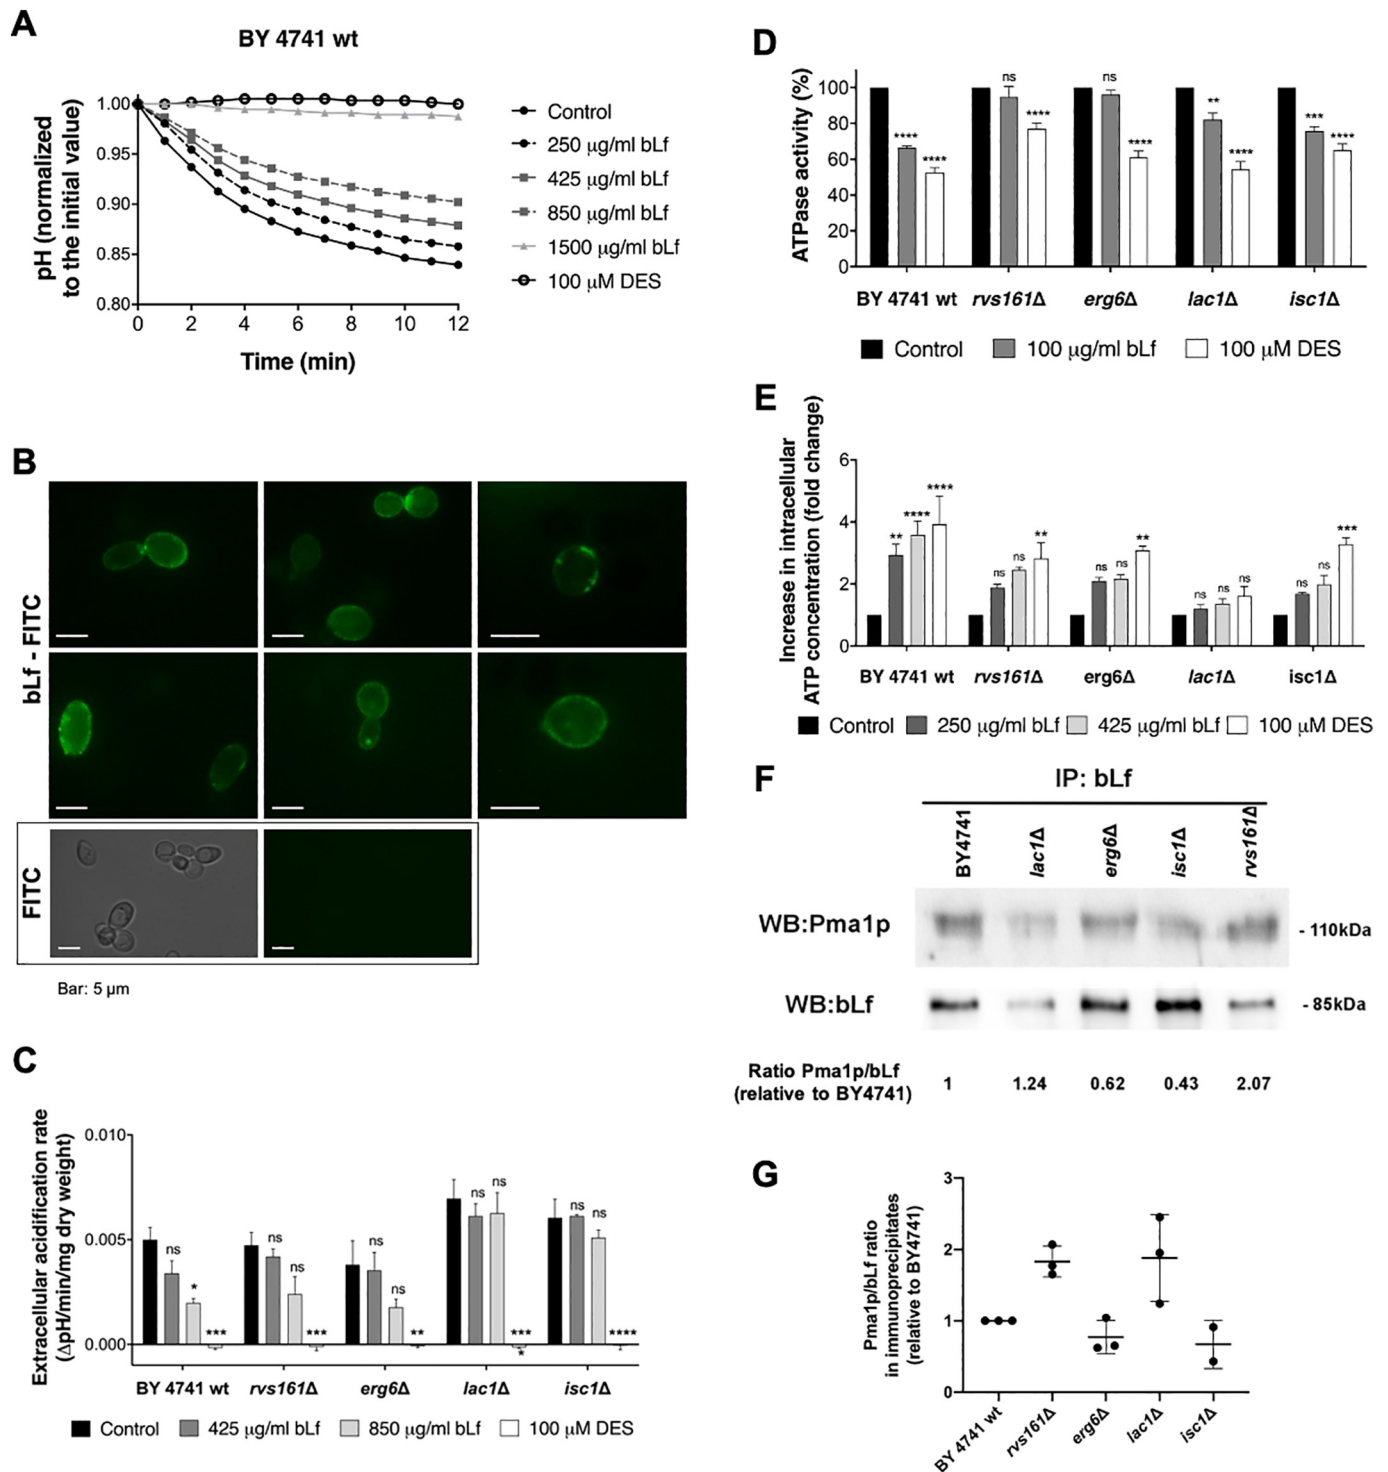 A
BY 4741 wt
pH (normalized
to the initial value)
1.00
0.95
0.90
0.85
0.80
0 2 4 6 8 10 12
Time (min)
Control
250 µg/ml bLf
425 µg/ml bLf
850 µg/ml bLf
1500 µg/ml bLf
100 µM DES
B
bLf - FITC
FITC
Bar: 5 µm
C
Extracellular acidification rate
(ΔpH/min/mg dry weight)
0.010
0.005
0.000
ns * ***
ns ns ***
ns ns **
ns ns ***
*
ns ns ****
BY 4741 wt rvs161Δ erg6Δ lac1Δ isc1Δ
Control 425 µg/ml bLf 850 µg/ml bLf 100 µM DES
D
ATPase activity (%)
100
80
60
40
20
0
**** ****
ns ****
ns ****
** ****
*** ****
BY 4741 wt rvs161Δ erg6Δ lac1Δ isc1Δ
Control 100 µg/ml bLf 100 µM DES
E
Increase in intracellular
ATP concentration (fold change)
6
4
2
0
** **** ****
ns ns **
ns ns **
ns ns ns
ns ns ***
BY 4741 wt rvs161Δ erg6Δ lac1Δ isc1Δ
Control 250 µg/ml bLf 425 µg/ml bLf 100 µM DES
F
IP: bLf
BY4741 lac1Δ erg6Δ isc1Δ rvs161Δ
WB:Pma1p
- 110kDa
WB:bLf
- 85kDa
Ratio Pma1p/bLf
(relative to BY4741)
1 1.24 0.62 0.43 2.07
G
Pma1p/bLf ratio
in immunoprecipitates
(relative to BY4741)
3
2
1
0
BY 4741 wt rvs161Δ erg6Δ lac1Δ isc1Δ